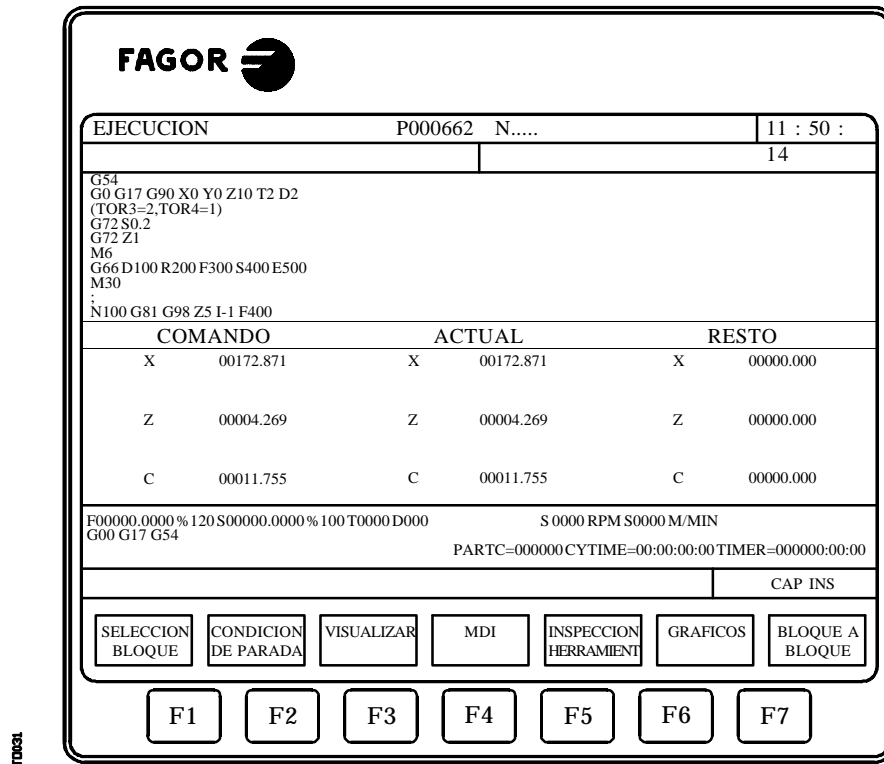 FAGOR
EJECUCION P000662 N..... 11 : 50 :
14
G54
G0 G17 G90 X0 Y0 Z10 T2 D2
(TOR3=2,TOR4=1)
G72 S0.2
G72 Z1
M6
G66 D100 R200 F300 S400 E500
M30
;
N100 G81 G98 Z5 I-1 F400
COMANDO ACTUAL RESTO
X 00172.871 X 00172.871 X 00000.000
Z 00004.269 Z 00004.269 Z 00000.000
C 00011.755 C 00011.755 C 00000.000
F00000.0000 % 120 S00000.0000 % 100 T0000 D000 S 0000 RPM S0000 M/MIN
G00 G17 G54
PARTC=000000 CYTIME=00:00:00:00 TIMER=000000:00:00
CAP INS
SELECCION BLOQUE
CONDICION DE PARADA
VISUALIZAR
MDI
INSPECCION HERRAMIENT
GRAFICOS
BLOQUE A BLOQUE
F1 F2 F3 F4 F5 F6 F7